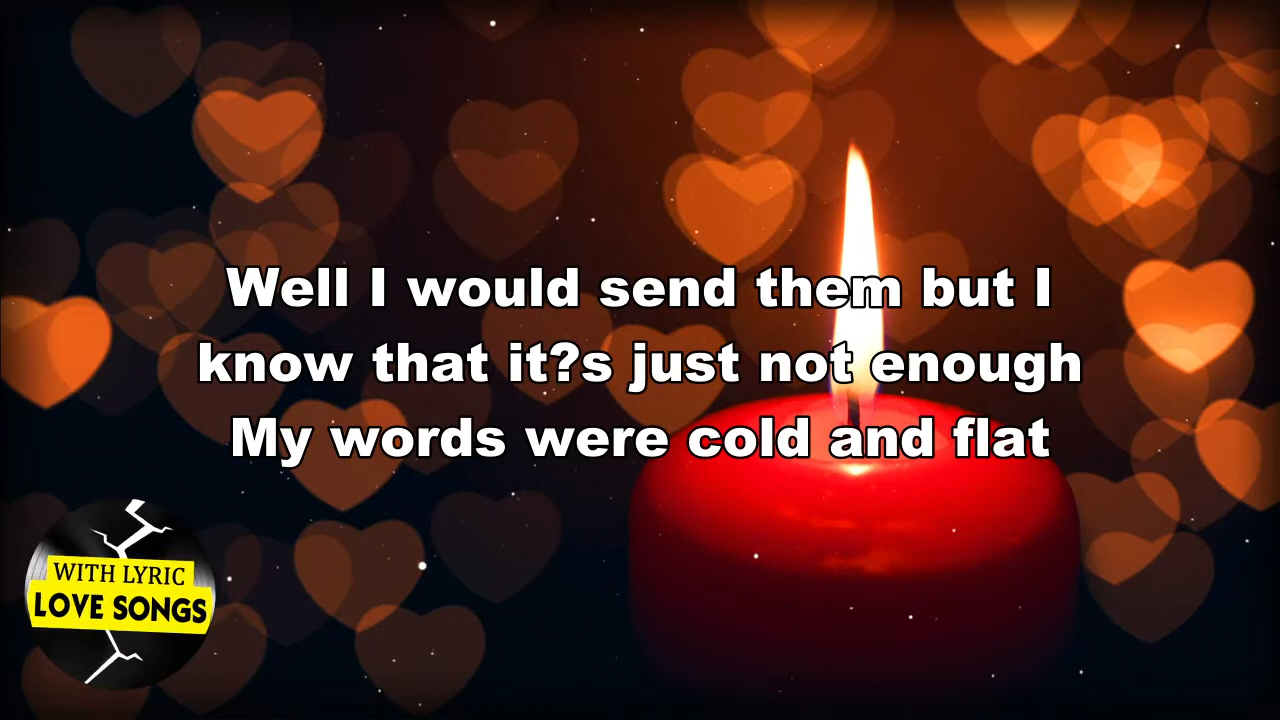 Well I would send them but I
know that it?s just not enough
My words were cold and flat
WITH LYRIC
LOVE SONGS